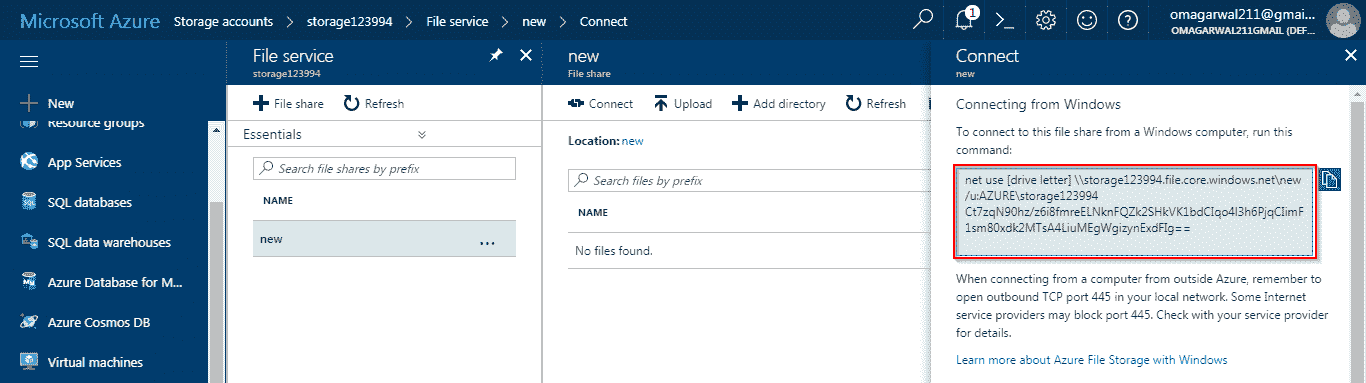 Microsoft Azure Storage accounts > storage123994 > File service > new > Connect
1
omagarwal211@gmai...
OMAGARWAL211GMAIL (DEF...
New
Resource groups
App Services
SQL databases
SQL data warehouses
Azure Database for M...
Azure Cosmos DB
Virtual machines
File service
storage123994
File share Refresh
Essentials
Search file shares by prefix
NAME
new ...
new
File share
Connect Upload Add directory Refresh
Location: new
Search files by prefix
NAME
No files found.
Connect
new
Connecting from Windows
To connect to this file share from a Windows computer, run this
command:
net use [drive letter] \\storage123994.file.core.windows.net\new
/u:AZURE\storage123994
Ct7zqN90hz/z6i8fmreELNknFQZk2SHkVK1bdCIqo4l3h6PjqCIimF
1sm80xdk2MTsA4LiuMEgWgizynExdFIg==
When connecting from a computer from outside Azure, remember to
open outbound TCP port 445 in your local network. Some Internet
service providers may block port 445. Check with your service provider
for details.
Learn more about Azure File Storage with Windows